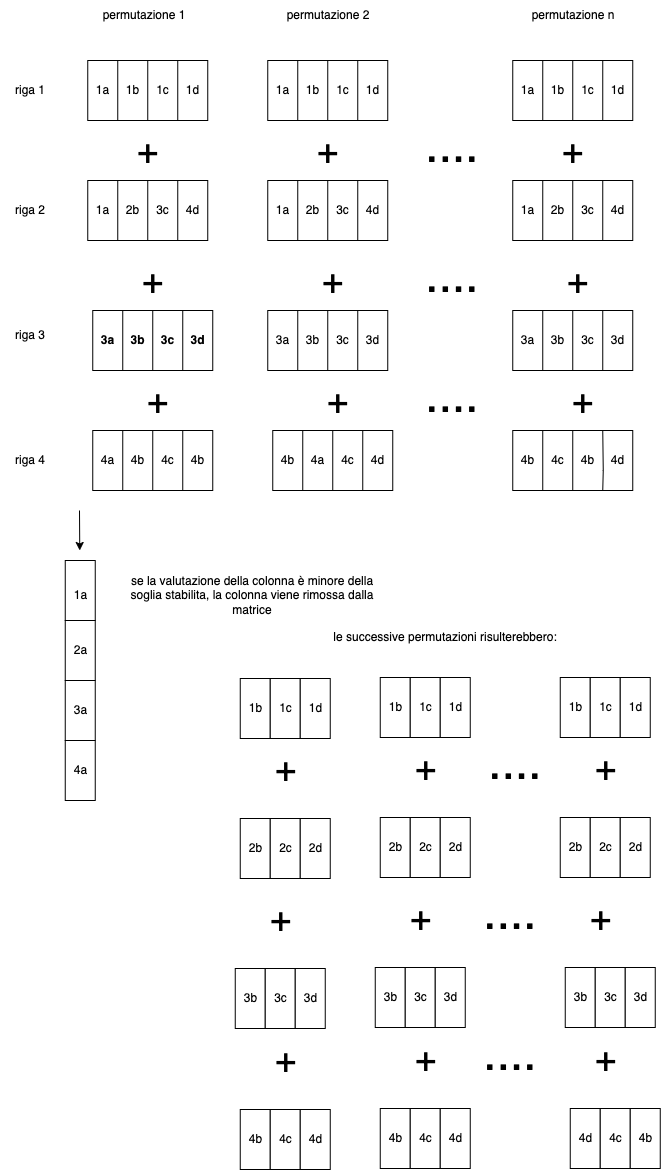 permutazione 1 permutazione 2 permutazione n
riga 1 1a 1b 1c 1d 1a 1b 1c 1d 1a 1b 1c 1d
+ + .... +
riga 2 1a 2b 3c 4d 1a 2b 3c 4d 1a 2b 3c 4d
+ + .... +
riga 3 3a 3b 3c 3d 3a 3b 3c 3d 3a 3b 3c 3d
+ + .... +
riga 4 4a 4b 4c 4b 4b 4a 4c 4d 4b 4c 4b 4d
1a
2a
3a
4a
se la valutazione della colonna è minore della
soglia stabilita, la colonna viene rimossa dalla
matrice
le successive permutazioni risulterebbero:
1b 1c 1d 1b 1c 1d 1b 1c 1d
+ + .... +
2b 2c 2d 2b 2c 2d 2b 2c 2d
+ + .... +
3b 3c 3d 3b 3c 3d 3b 3c 3d
+ + .... +
4b 4c 4d 4b 4c 4d 4d 4c 4b